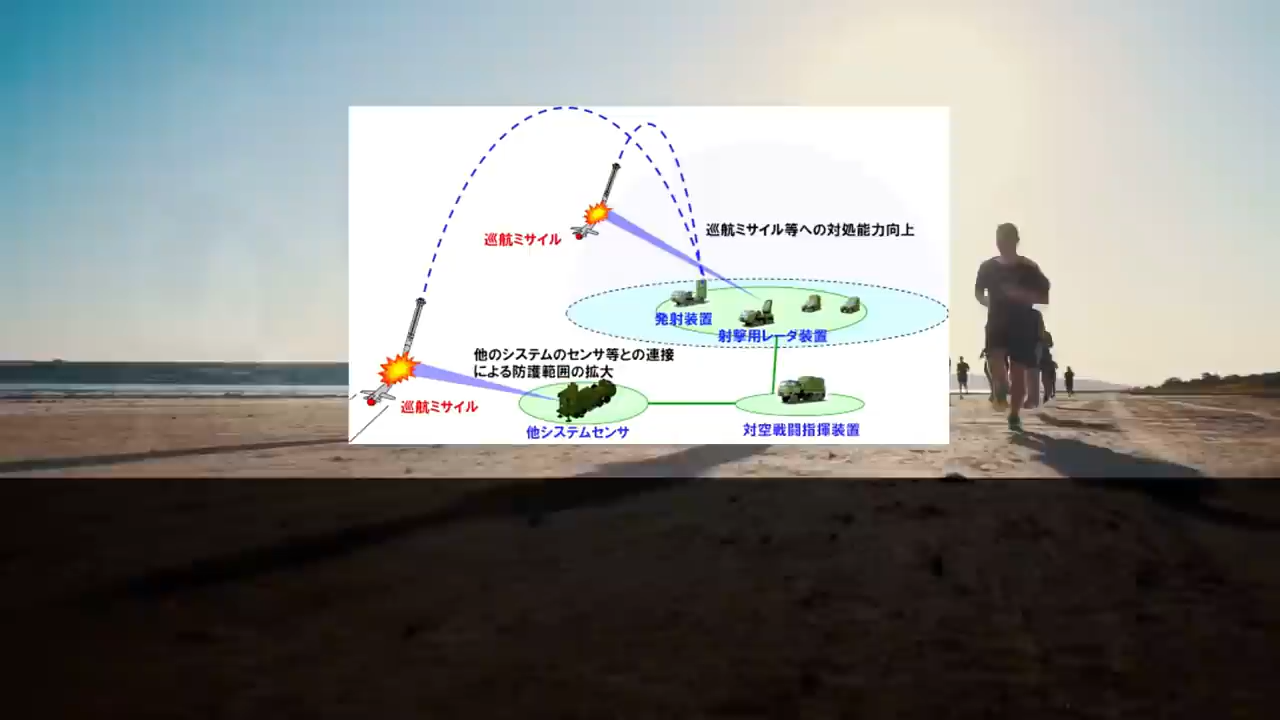 巡航ミサイル
巡航ミサイル等への対処能力向上
発射装置
射撃用レーダ装置
他のシステムのセンサ等との連接
による防護範囲の拡大
巡航ミサイル
他システムセンサ
対空戦闘指揮装置